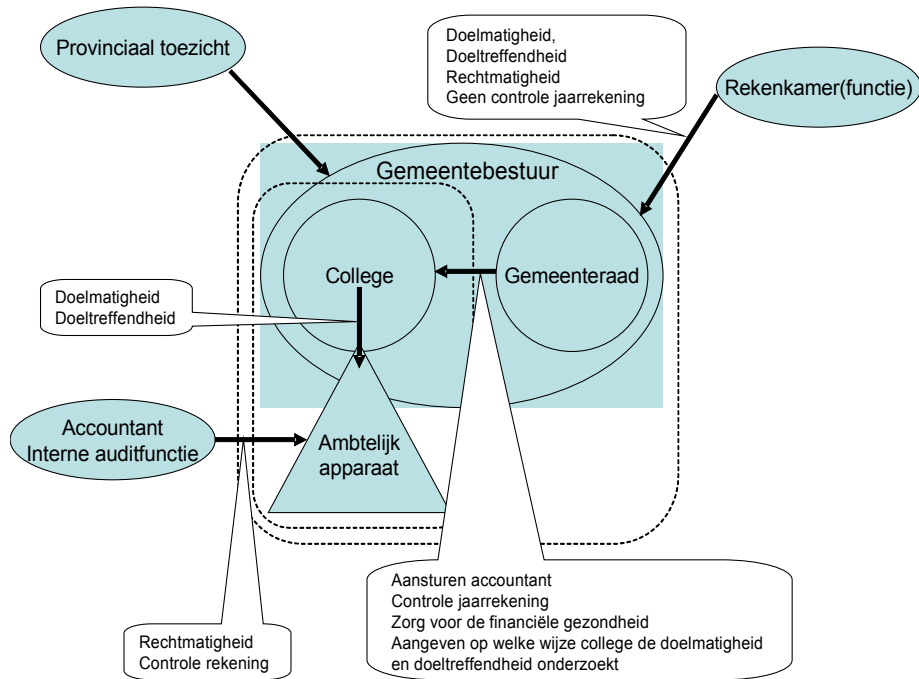 Provinciaal toezicht
Doelmatigheid,
Doeltreffendheid
Rechtmatigheid
Geen controle jaarrekening
Rekenkamer(functie)
Gemeentebestuur
College
Gemeenteraad
Doelmatigheid
Doeltreffendheid
Accountant
Interne auditfunctie
Ambtelijk
apparaat
Rechtmatigheid
Controle rekening
Aansturen accountant
Controle jaarrekening
Zorg voor de financiële gezondheid
Aangeven op welke wijze college de doelmatigheid
en doeltreffendheid onderzoekt